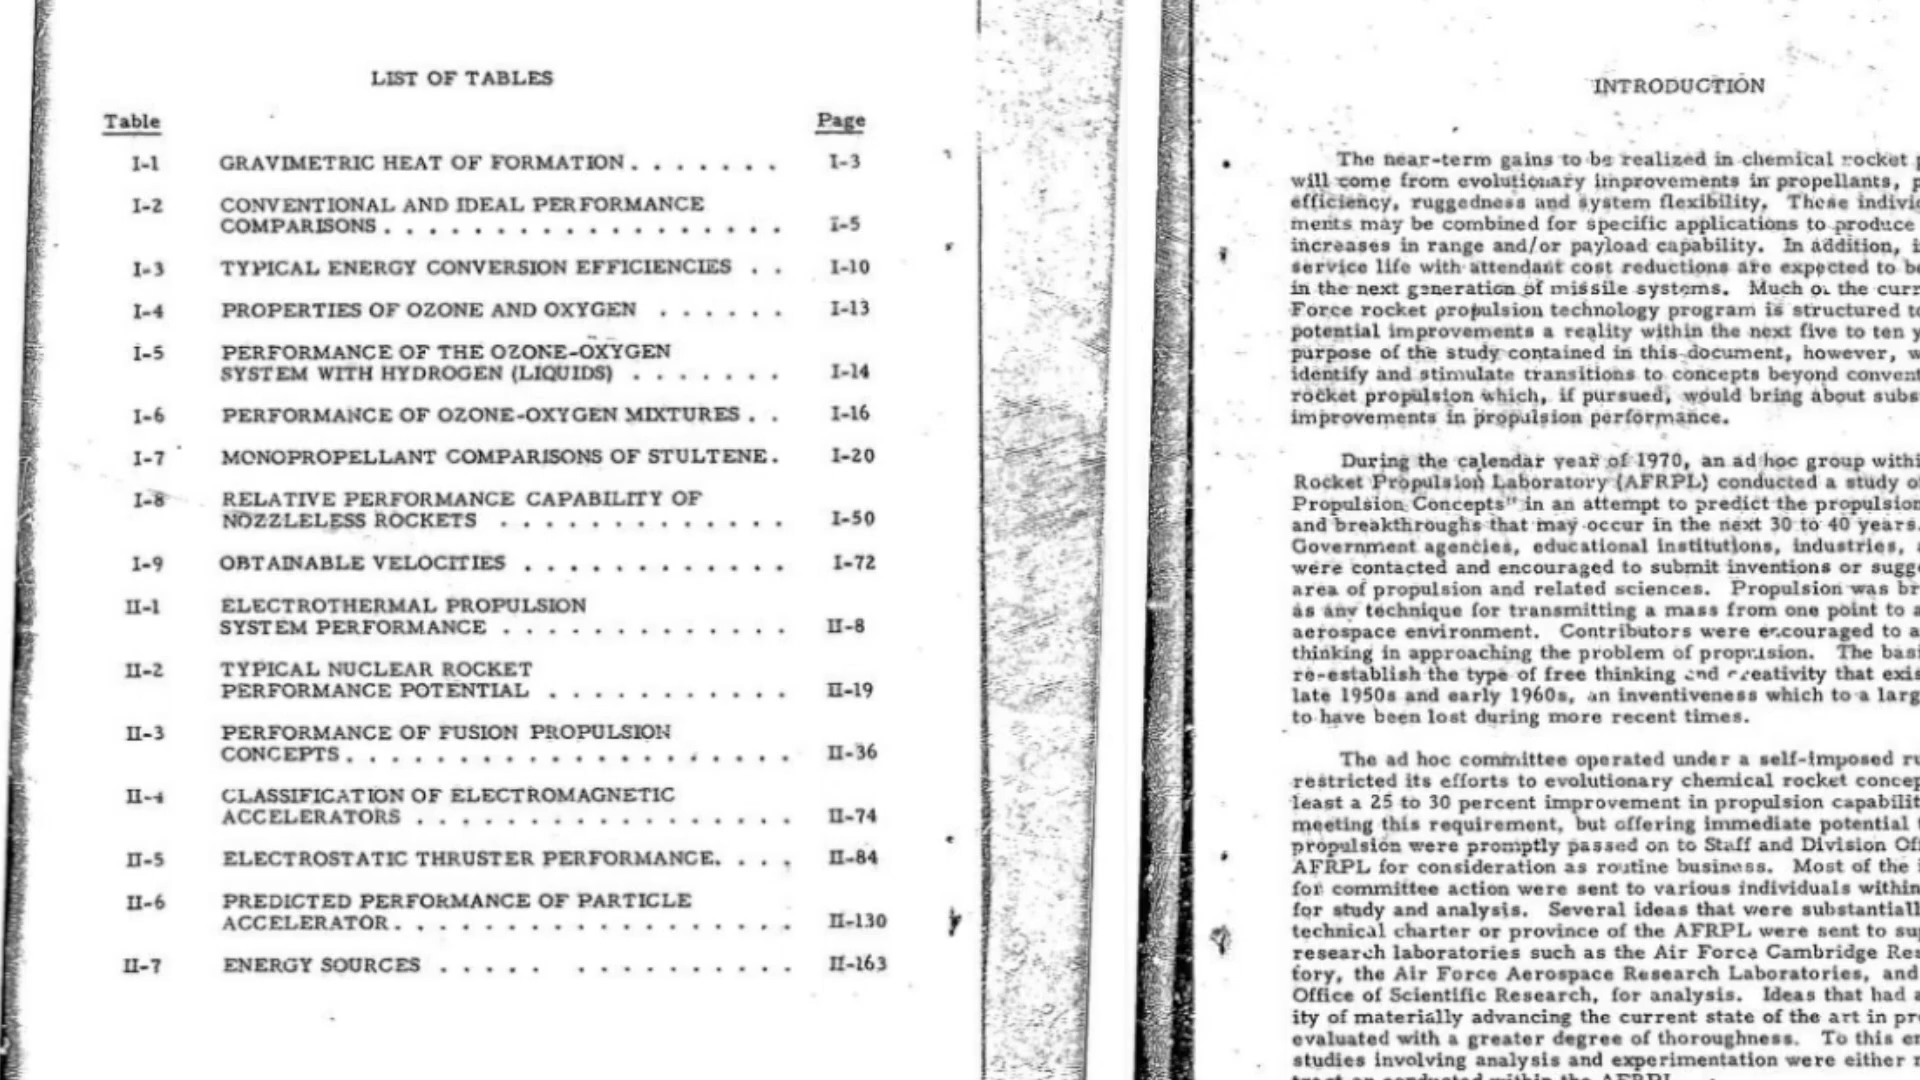 LIST OF TABLES
Table Page
I-1 GRAVIMETRIC HEAT OF FORMATION . . . . . . . I-3
I-2 CONVENTIONAL AND IDEAL PERFORMANCE
COMPARISONS . . . . . . . . . . . . . . . . . I-5
I-3 TYPICAL ENERGY CONVERSION EFFICIENCIES . . I-10
I-4 PROPERTIES OF OZONE AND OXYGEN . . . . . . I-13
I-5 PERFORMANCE OF THE OZONE-OXYGEN
SYSTEM WITH HYDROGEN (LIQUIDS) . . . . . . . I-14
I-6 PERFORMANCE OF OZONE-OXYGEN MIXTURES . . I-16
I-7 MONOPROPELLANT COMPARISONS OF STULTENE . I-20
I-8 RELATIVE PERFORMANCE CAPABILITY OF
NOZZLELESS ROCKETS . . . . . . . . . . . . I-50
I-9 OBTAINABLE VELOCITIES . . . . . . . . . . . I-72
II-1 ELECTROTHERMAL PROPULSION
SYSTEM PERFORMANCE . . . . . . . . . . . . II-8
II-2 TYPICAL NUCLEAR ROCKET
PERFORMANCE POTENTIAL . . . . . . . . . . . II-19
II-3 PERFORMANCE OF FUSION PROPULSION
CONCEPTS . . . . . . . . . . . . . . . . . . . II-36
II-4 CLASSIFICATION OF ELECTROMAGNETIC
ACCELERATORS . . . . . . . . . . . . . . . . II-74
II-5 ELECTROSTATIC THRUSTER PERFORMANCE. . . . II-84
II-6 PREDICTED PERFORMANCE OF PARTICLE
ACCELERATOR . . . . . . . . . . . . . . . . . II-130
II-7 ENERGY SOURCES . . . . . . . . . . . . . . II-163
INTRODUCTION
The near-term gains to be realized in chemical rocket
will come from evolutionary improvements in propellants,
efficiency, ruggedness and system flexibility. These
ments may be combined for specific applications to produce
increases in range and/or payload capability. In addition,
service life with attendant cost reductions are expected to
in the next generation of missile systems. Much of the
Force rocket propulsion technology program is structured
potential improvements a reality within the next five to ten
purpose of the study contained in this document, however,
identify and stimulate transitions to concepts beyond
rocket propulsion which, if pursued, would bring about
improvements in propulsion performance.
During the calendar year of 1970, an ad hoc group
Rocket Propulsion Laboratory (AFRPL) conducted a study
Propulsion Concepts" in an attempt to predict the propulsion
and breakthroughs that may occur in the next 30 to 40 years.
Government agencies, educational institutions, industries,
were contacted and encouraged to submit inventions or
area of propulsion and related sciences. Propulsion was
as any technique for transmitting a mass from one point to
aerospace environment. Contributors were encouraged to
thinking in approaching the problem of propulsion. The
re-establish the type of free thinking and creativity that
late 1950s and early 1960s, an inventiveness which to a
to have been lost during more recent times.
The ad hoc committee operated under a self-imposed
restricted its efforts to evolutionary chemical rocket
least a 25 to 30 percent improvement in propulsion
meeting this requirement, but offering immediate potential
propulsion were promptly passed on to Staff and Division
AFRPL for consideration as routine business. Most of the
for committee action were sent to various individuals within
for study and analysis. Several ideas that were
technical charter or province of the AFRPL were sent to
research laboratories such as the Air Force Cambridge
tory, the Air Force Aerospace Research Laboratories, and
Office of Scientific Research, for analysis. Ideas that had
ity of materially advancing the current state of the art in
evaluated with a greater degree of thoroughness. To this
studies involving analysis and experimentation were either